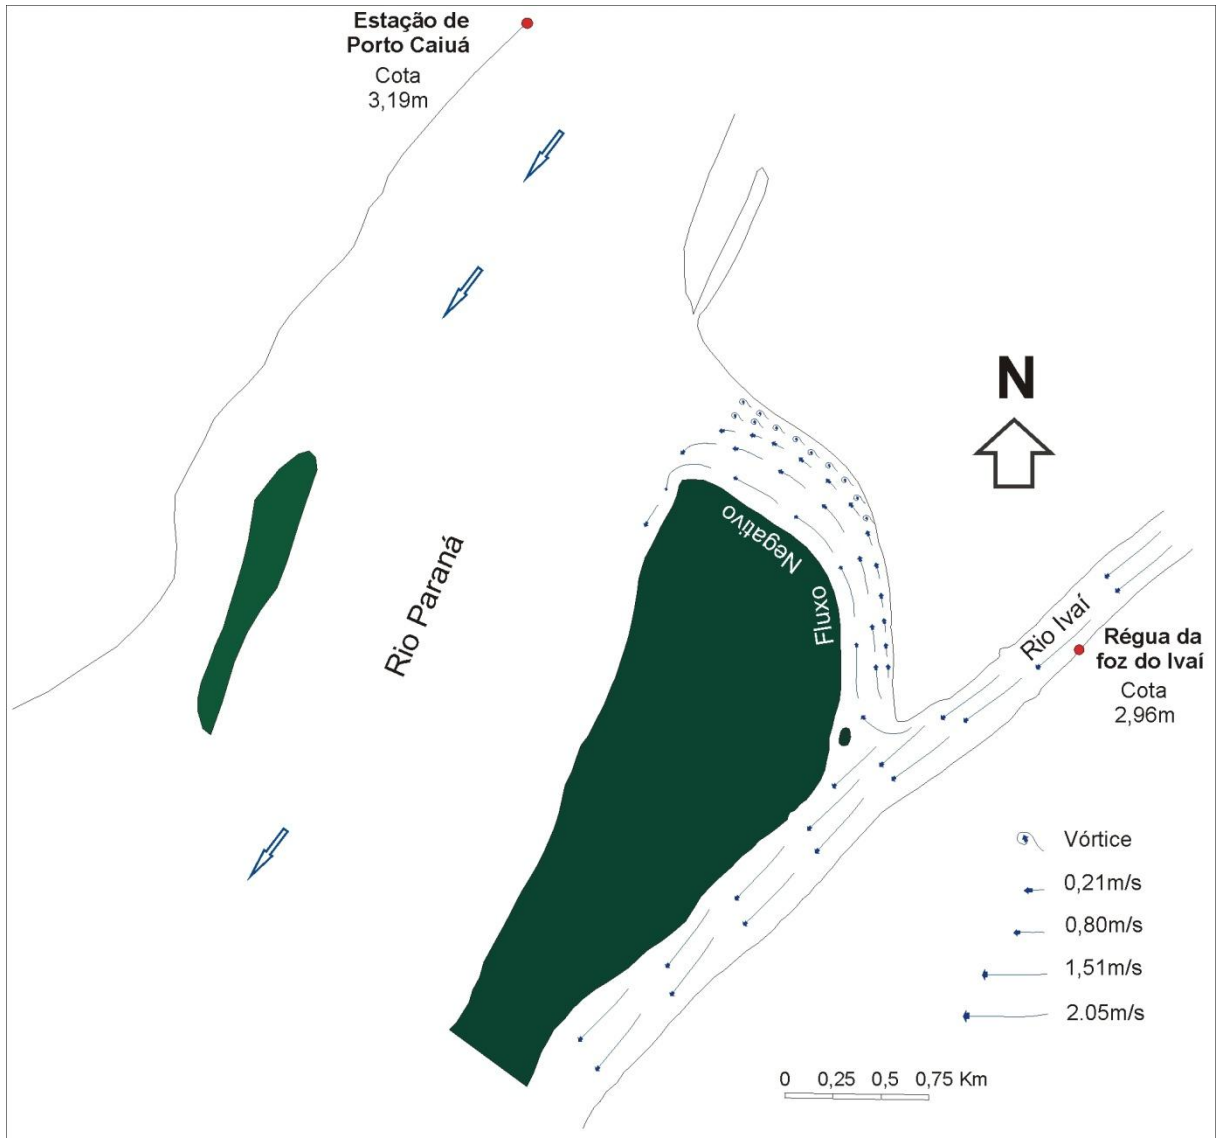 Estação de
Porto Caiuá
Cota
3,19m
N
Negativo
Fluxo
Rio Paraná
Rio Ivaí
Régua da
foz do Ivaí
Cota
2,96m
Vórtice
0,21m/s
0,80m/s
1,51m/s
2.05m/s
0 0,25 0,5 0,75 Km